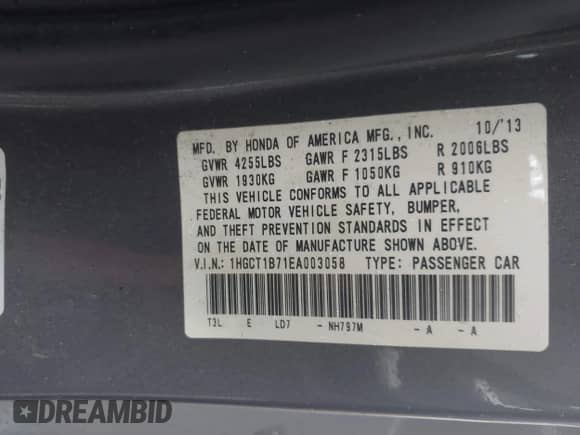 MFD. BY HONDA OF AMERICA MFG., INC. 10/'13
GVWR 4255LBS GAWR F 2315LBS R 2006LBS
GVWR 1930KG GAWR F 1050KG R 910KG
THIS VEHICLE CONFORMS TO ALL APPLICABLE
FEDERAL MOTOR VEHICLE SAFETY, BUMPER,
AND THEFT PREVENTION STANDARDS IN EFFECT
ON THE DATE OF MANUFACTURE SHOWN ABOVE.
V.I.N.: 1HGCT1B71EA003058 TYPE: PASSENGER CAR
T3L E LD7 - NH797M - A - A
DREAMBID